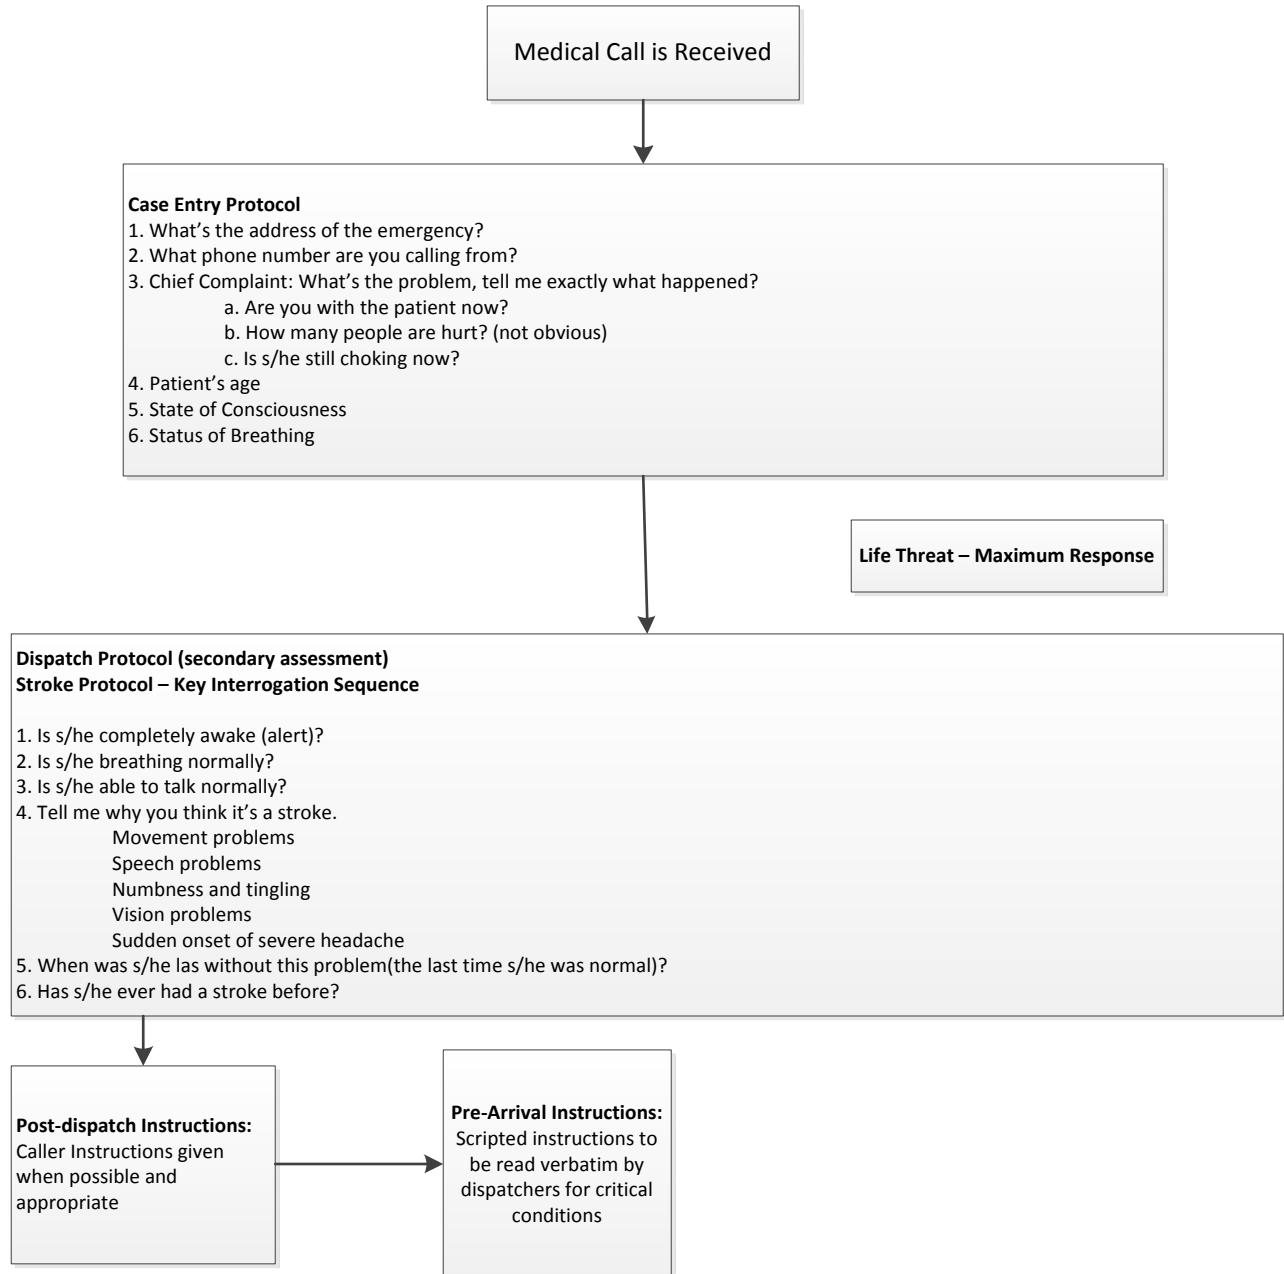 Medical Call is Received
Case Entry Protocol
1. What’s the address of the emergency?
2. What phone number are you calling from?
3. Chief Complaint: What’s the problem, tell me exactly what happened?
a. Are you with the patient now?
b. How many people are hurt? (not obvious)
c. Is s/he still choking now?
4. Patient’s age
5. State of Consciousness
6. Status of Breathing
Life Threat – Maximum Response
Dispatch Protocol (secondary assessment)
Stroke Protocol – Key Interrogation Sequence
1. Is s/he completely awake (alert)?
2. Is s/he breathing normally?
3. Is s/he able to talk normally?
4. Tell me why you think it’s a stroke.
Movement problems
Speech problems
Numbness and tingling
Vision problems
Sudden onset of severe headache
5. When was s/he las without this problem(the last time s/he was normal)?
6. Has s/he ever had a stroke before?
Post-dispatch Instructions:
Caller Instructions given
when possible and
appropriate
Pre-Arrival Instructions:
Scripted instructions to
be read verbatim by
dispatchers for critical
conditions